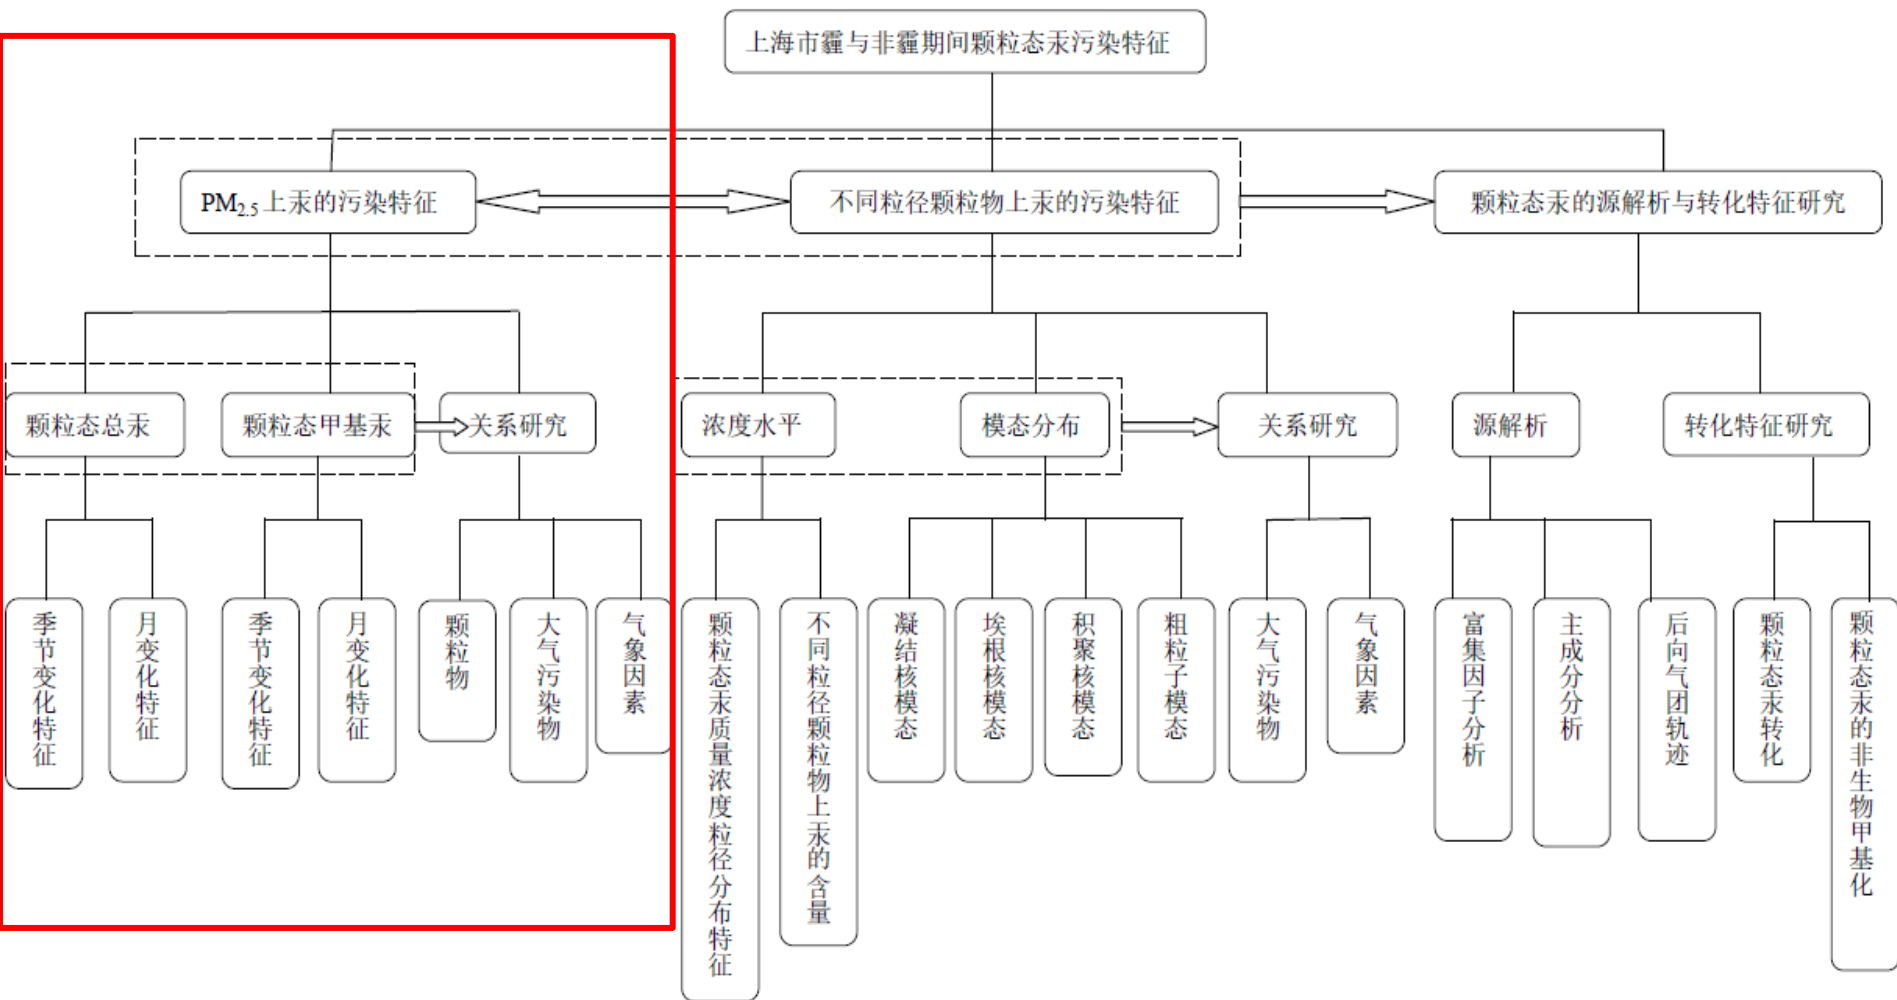 上海市霾与非霾期间颗粒态汞污染特征
PM2.5 上汞的污染特征
不同粒径颗粒物上汞的污染特征
颗粒态汞的源解析与转化特征研究
颗粒态总汞
颗粒态甲基汞
关系研究
浓度水平
模态分布
关系研究
源解析
转化特征研究
季节变化特征
月变化特征
季节变化特征
月变化特征
颗粒物
大气污染物
气象因素
颗粒态汞质量浓度粒径分布特征
不同粒径颗粒物上汞的含量
凝结核模态
埃根核模态
积聚核模态
粗粒子模态
大气污染物
气象因素
富集因子分析
主成分分析
后向气团轨迹
颗粒态汞转化
颗粒态汞的非生物甲基化